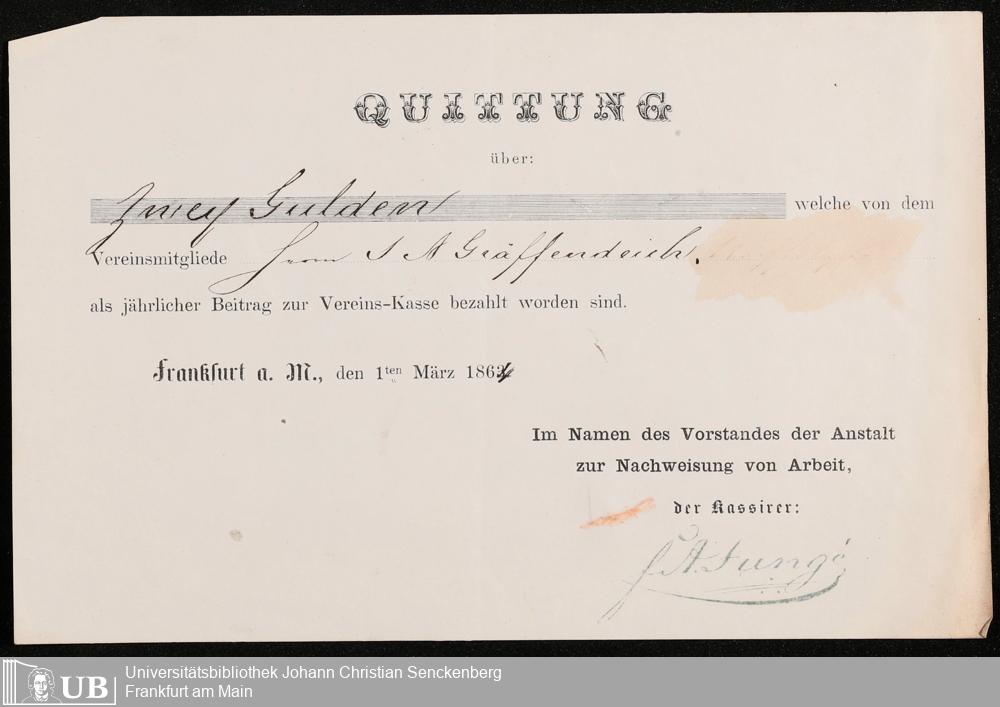 QUITTUNG
über:
Zwey Gulden welche von dem
Vereinsmitgliede Herrn J A Gräffendeich.
als jährlicher Beitrag zur Vereins-Kasse bezahlt worden sind.
Frankfurt a. M., den 1ten März 1864
Im Namen des Vorstandes der Anstalt
zur Nachweisung von Arbeit,
der Kassirer:
UB
Universitätsbibliothek Johann Christian Senckenberg
Frankfurt am Main